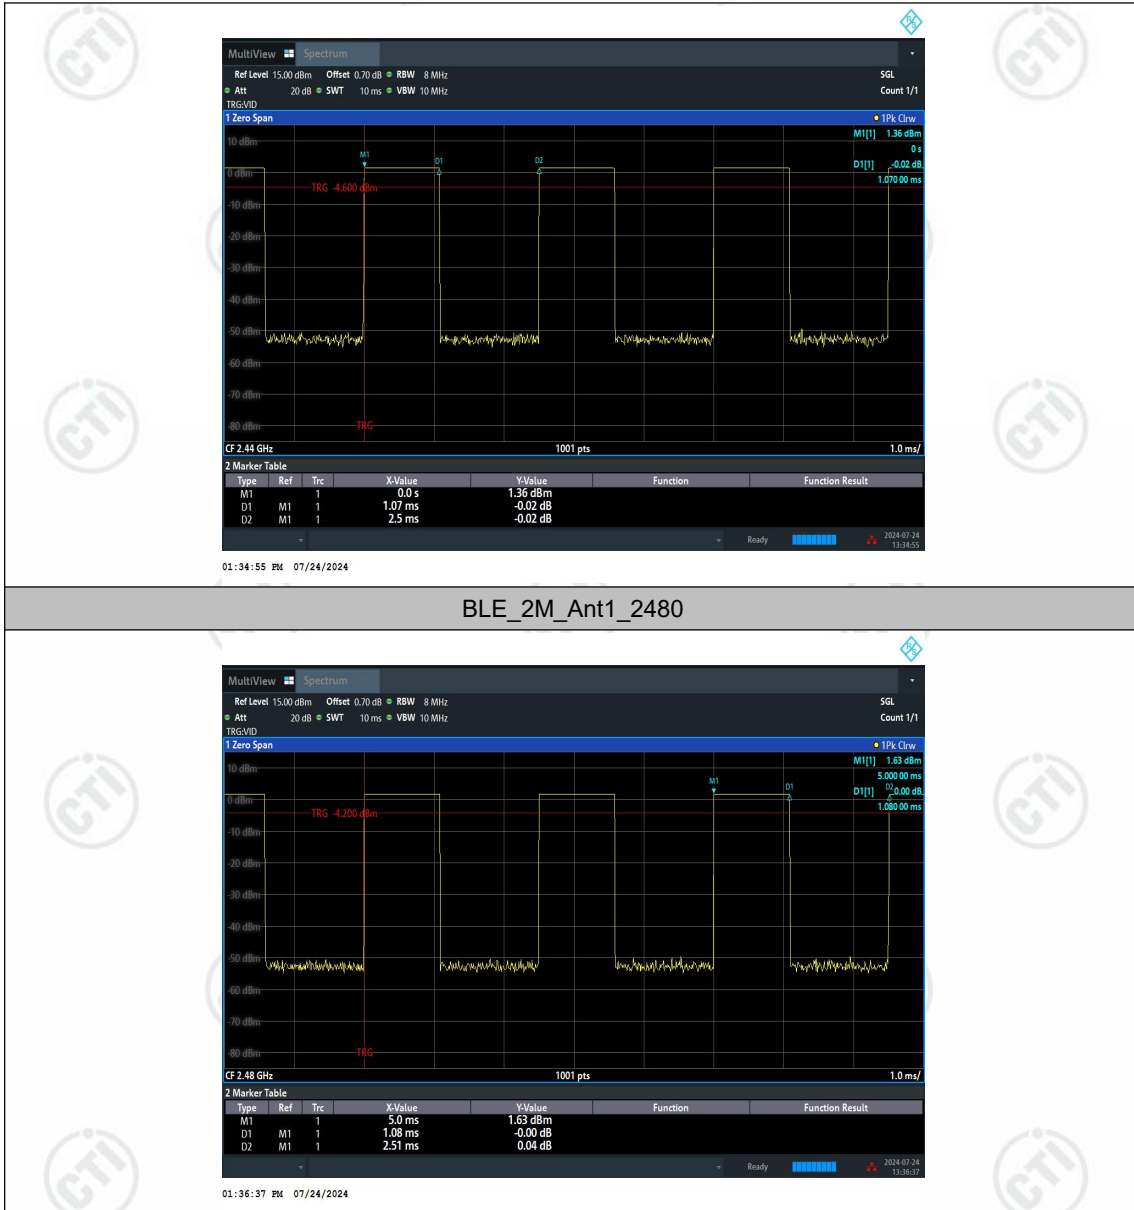 MultiView Spectrum
Ref Level 15.00 dBm Offset 0.70 dB RBW 8 MHz SGL
Att 20 dB SWT 10 ms VBW 10 MHz Count 1/1
TRG:VID
1 Zero Span 1Pk Clrw
M1[1] 1.36 dBm
10 dBm
0 s
M1 D1 D2
D1[1] -0.02 dB
0 dBm
1.070 00 ms
TRG -4.600 dBm
-10 dBm
-20 dBm
-30 dBm
-40 dBm
-50 dBm
-60 dBm
-70 dBm
-80 dBm
TRG
CF 2.44 GHz 1001 pts 1.0 ms/
2 Marker Table
Type Ref Trc X-Value Y-Value Function Function Result
M1 1 0.0 s 1.36 dBm
D1 M1 1 1.07 ms -0.02 dB
D2 M1 1 2.5 ms -0.02 dB
Ready 2024-07-24
13:34:55
01:34:55 PM 07/24/2024
BLE_2M_Ant1_2480
MultiView Spectrum
Ref Level 15.00 dBm Offset 0.70 dB RBW 8 MHz SGL
Att 20 dB SWT 10 ms VBW 10 MHz Count 1/1
TRG:VID
1 Zero Span 1Pk Clrw
M1[1] 1.63 dBm
10 dBm
5.000 00 ms
M1 D1 D2
D1[1] 0.00 dB
0 dBm
1.080 00 ms
TRG -4.200 dBm
-10 dBm
-20 dBm
-30 dBm
-40 dBm
-50 dBm
-60 dBm
-70 dBm
-80 dBm
TRG
CF 2.48 GHz 1001 pts 1.0 ms/
2 Marker Table
Type Ref Trc X-Value Y-Value Function Function Result
M1 1 5.0 ms 1.63 dBm
D1 M1 1 1.08 ms -0.00 dB
D2 M1 1 2.51 ms 0.04 dB
Ready 2024-07-24
13:36:37
01:36:37 PM 07/24/2024
CTI
CTI
CTI
CTI
CTI
CTI
CTI
CTI